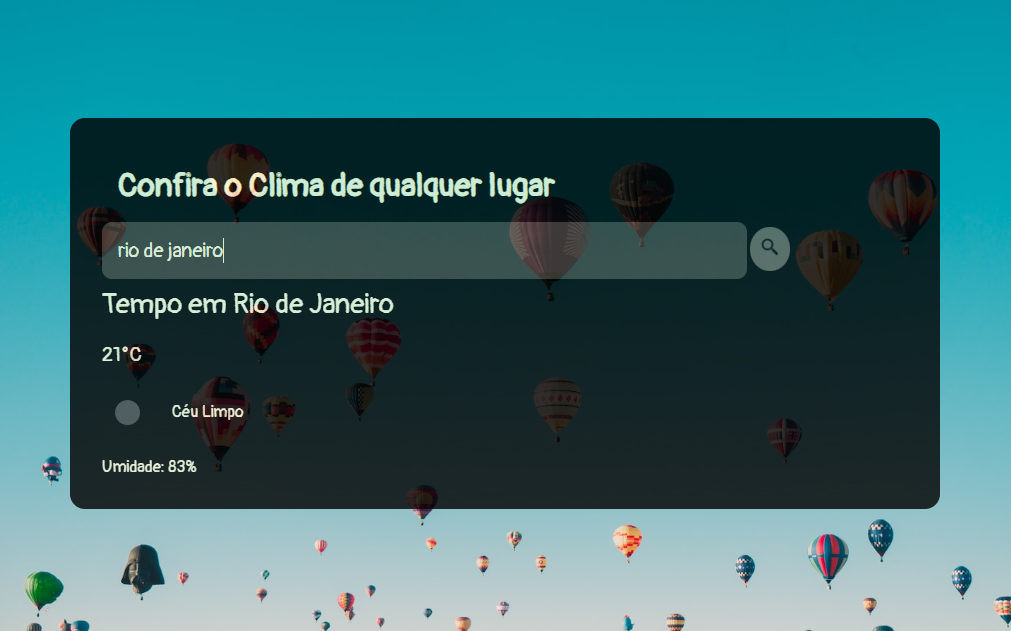 Confira o Clima de qualquer lugar
rio de janeiro
Tempo em Rio de Janeiro
21°C
Céu Limpo
Umidade: 83%